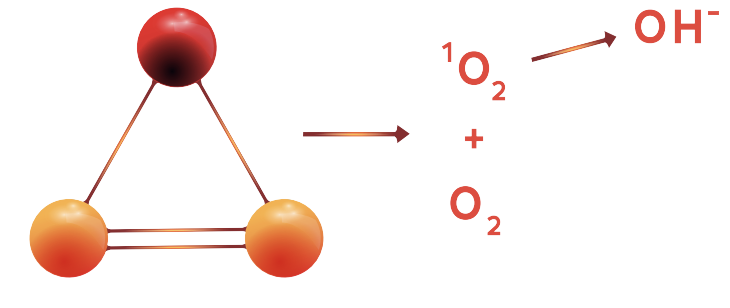 OH⁻
¹O₂
+
O₂